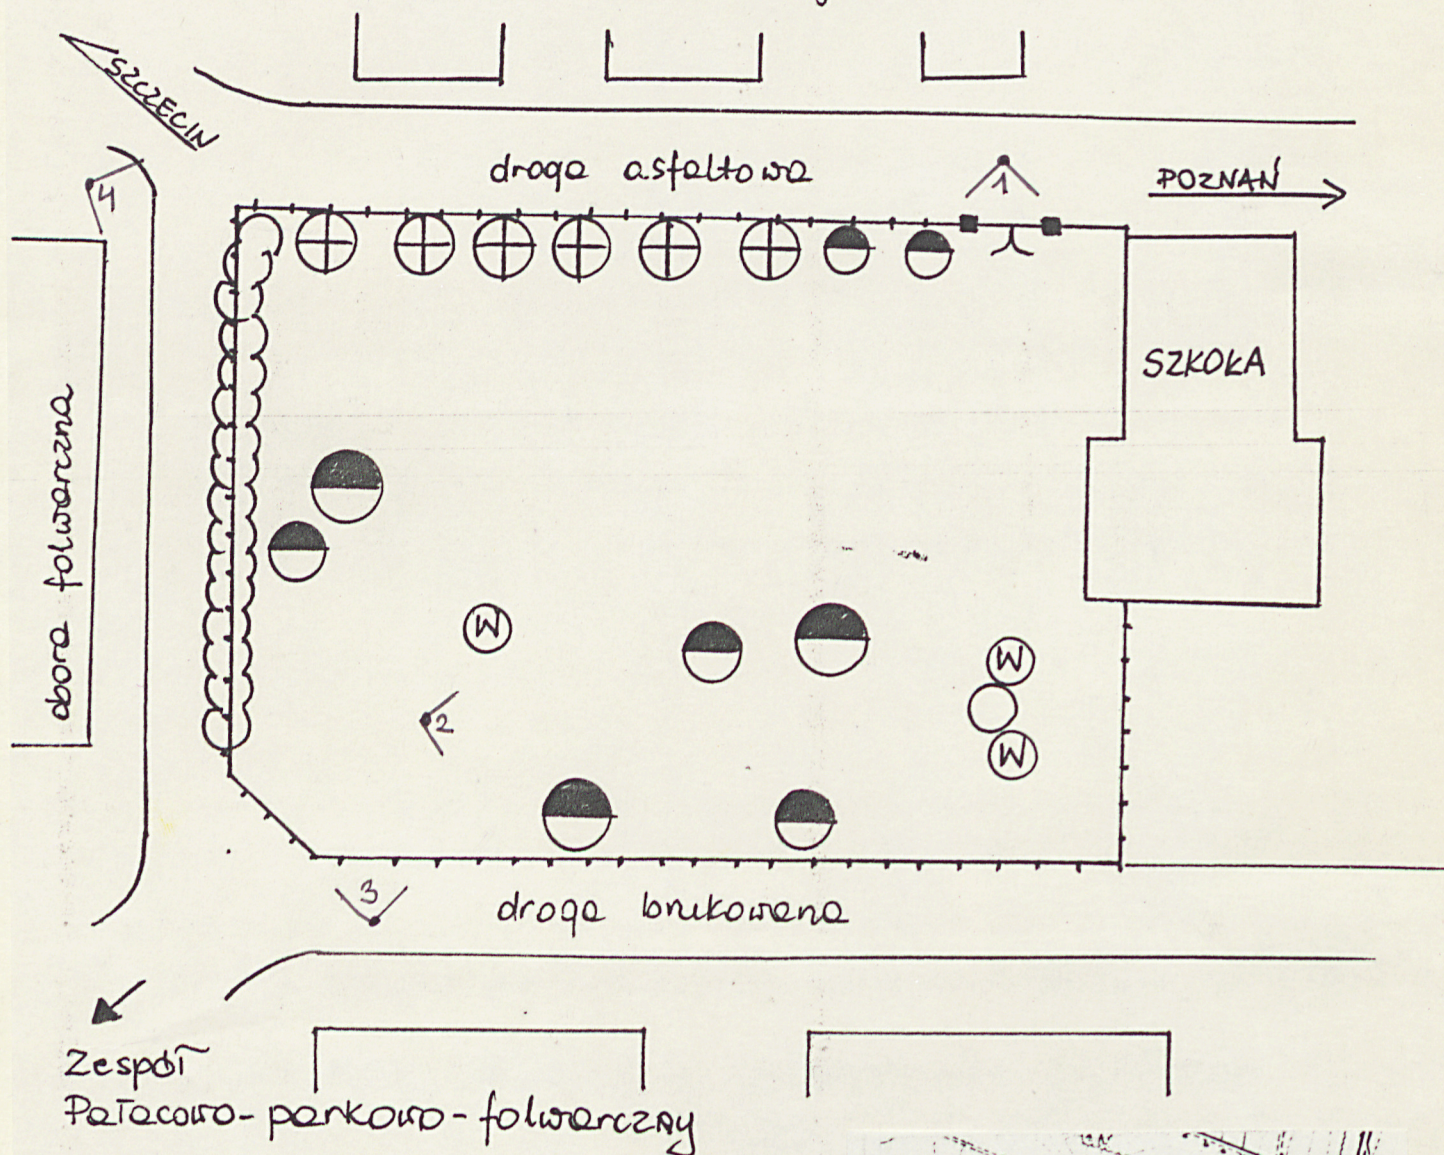 SZCZECIN
4
droga asfaltowa
1
POZNAŃ
SZKOŁA
obora folwarczna
W
W
2
W
3
droga brukowana
Zespół
Pałacowo-parkowo-folwarczny